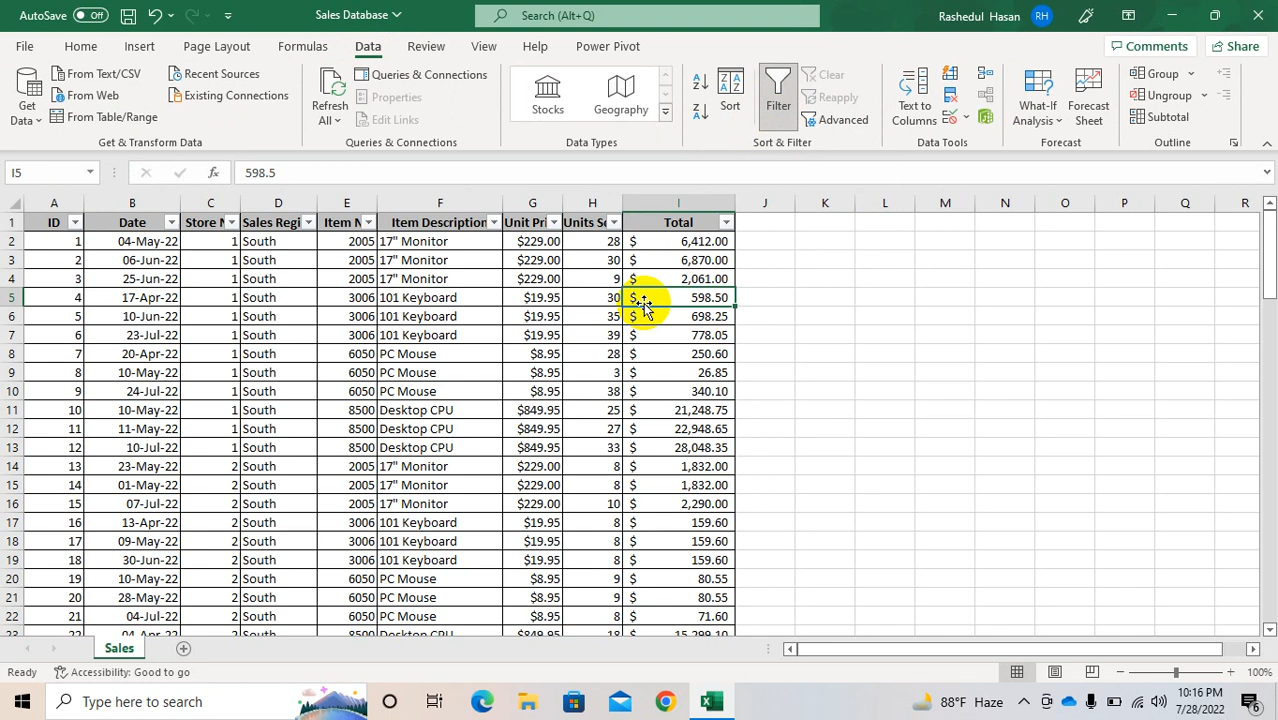 AutoSave Off Sales Database Search (Alt+Q) Rashedul Hasan RH
File Home Insert Page Layout Formulas Data Review View Help Power Pivot Comments Share
From Text/CSV Recent Sources Queries & Connections Clear Group
From Web Existing Connections Properties Reapply Ungroup
From Table/Range Edit Links Advanced Subtotal
Get Data Refresh All Stocks Geography Sort Filter Text to Columns What-If Analysis Forecast Sheet
Get & Transform Data Queries & Connections Data Types Sort & Filter Data Tools Forecast Outline
I5 fx 598.5
A B C D E F G H I J K L M N O P Q R
1 ID Date Store N Sales Regi Item N Item Description Unit Pri Units So Total
2 1 04-May-22 1 South 2005 17" Monitor $229.00 28 $ 6,412.00
3 2 06-Jun-22 1 South 2005 17" Monitor $229.00 30 $ 6,870.00
4 3 25-Jun-22 1 South 2005 17" Monitor $229.00 9 $ 2,061.00
5 4 17-Apr-22 1 South 3006 101 Keyboard $19.95 30 $ 598.50
6 5 10-Jun-22 1 South 3006 101 Keyboard $19.95 35 $ 698.25
7 6 23-Jul-22 1 South 3006 101 Keyboard $19.95 39 $ 778.05
8 7 20-Apr-22 1 South 6050 PC Mouse $8.95 28 $ 250.60
9 8 10-May-22 1 South 6050 PC Mouse $8.95 3 $ 26.85
10 9 24-Jul-22 1 South 6050 PC Mouse $8.95 38 $ 340.10
11 10 10-May-22 1 South 8500 Desktop CPU $849.95 25 $ 21,248.75
12 11 11-May-22 1 South 8500 Desktop CPU $849.95 27 $ 22,948.65
13 12 10-Jul-22 1 South 8500 Desktop CPU $849.95 33 $ 28,048.35
14 13 23-May-22 2 South 2005 17" Monitor $229.00 8 $ 1,832.00
15 14 01-May-22 2 South 2005 17" Monitor $229.00 8 $ 1,832.00
16 15 07-Jul-22 2 South 2005 17" Monitor $229.00 10 $ 2,290.00
17 16 13-Apr-22 2 South 3006 101 Keyboard $19.95 8 $ 159.60
18 17 09-May-22 2 South 3006 101 Keyboard $19.95 8 $ 159.60
19 18 30-Jun-22 2 South 3006 101 Keyboard $19.95 8 $ 159.60
20 19 10-May-22 2 South 6050 PC Mouse $8.95 9 $ 80.55
21 20 28-May-22 2 South 6050 PC Mouse $8.95 9 $ 80.55
22 21 04-Jul-22 2 South 6050 PC Mouse $8.95 8 $ 71.60
23 22 04-Apr-22 2 South 8500 Desktop CPU $849.95 18 $ 15,299.10
Sales
Ready Accessibility: Good to go 100%
Type here to search 88°F Haze 10:16 PM
7/28/2022 6